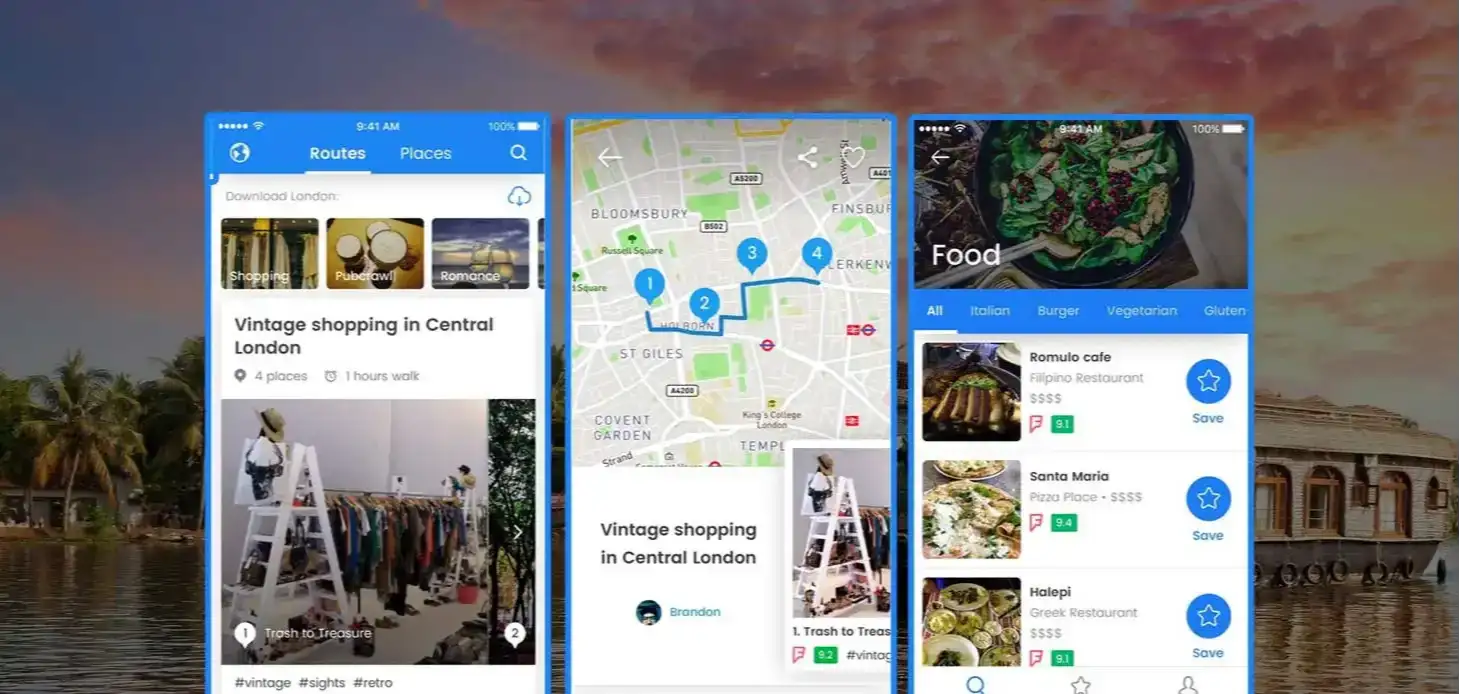 9:41 AM
100%
Routes
Places
Download London:
Shopping
Pubcrawl
Romance
Vintage shopping in Central
London
4 places
1 hours walk
1
Trash to Treasure
2
#vintage #sights #retro
A5200
A401
BLOOMSBURY
FINSBUR
B502
Russell Square
3
4
LERKENW
1
t Square
2
HOLBORN
ST GILES
A4200
King's College
London
COVENT
GARDEN
TEMPL
Strand
Somerset House
Vintage shopping
in Central London
Brandon
1. Trash to Treas
9.2
#vintag
9:41 AM
100%
Food
All
Italian
Burger
Vegetarian
Gluten
Romulo cafe
Filipino Restaurant
$$$$
9.1
Save
Santa Maria
Pizza Place • $$$$
9.4
Save
Halepi
Greek Restaurant
$$$$
9.1
Save